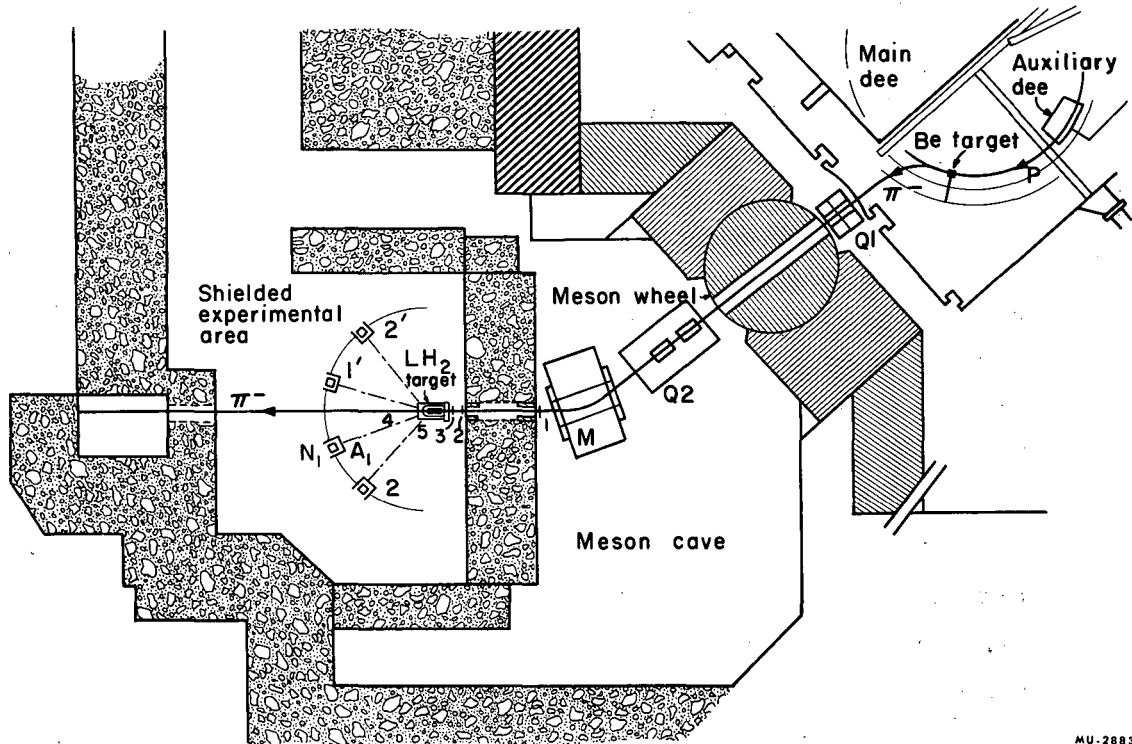 Main
dee
Auxiliary
dee
Be target
P
π⁻
Q1
Meson wheel
Shielded
experimental
area
2'
1'
LH₂
target
Q2
π⁻
4
5
3
2
1
M
N₁
A₁
2
Meson cave
MU-2883